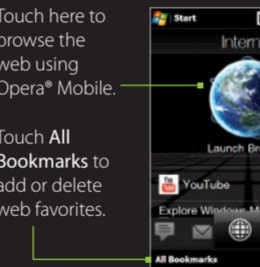 Touch here to
browse the
web using
Opera® Mobile.
Touch All
Bookmarks to
add or delete
web favorites.
Start
Launch
YouTube
Explore Windows
All Bookmarks